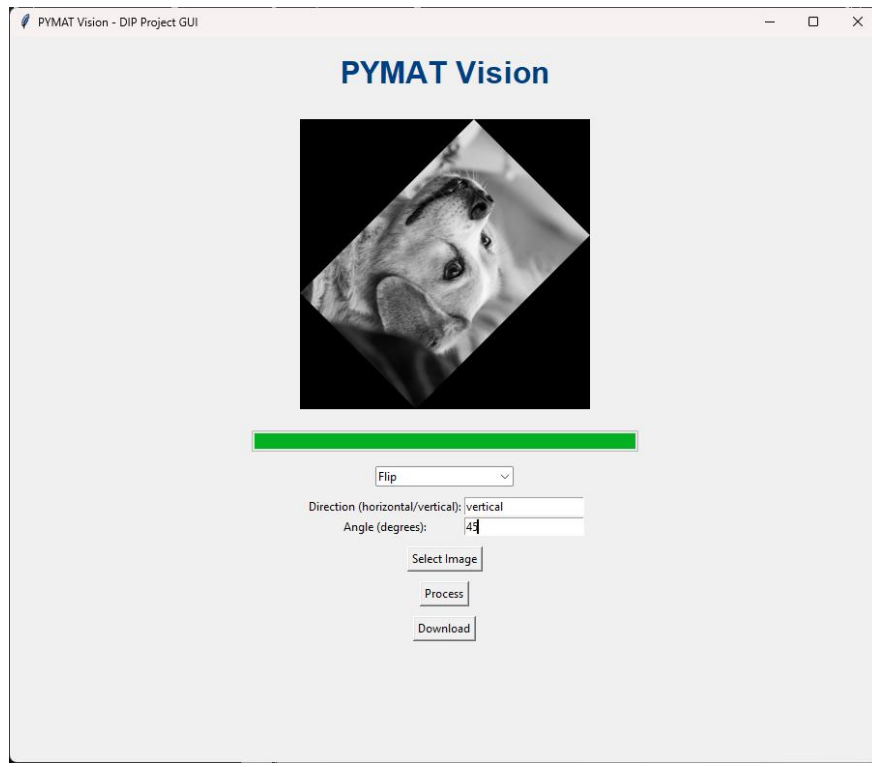 PYMAT Vision - DIP Project GUI
PYMAT Vision
Flip
Direction (horizontal/vertical): vertical
Angle (degrees): 45
Select Image
Process
Download